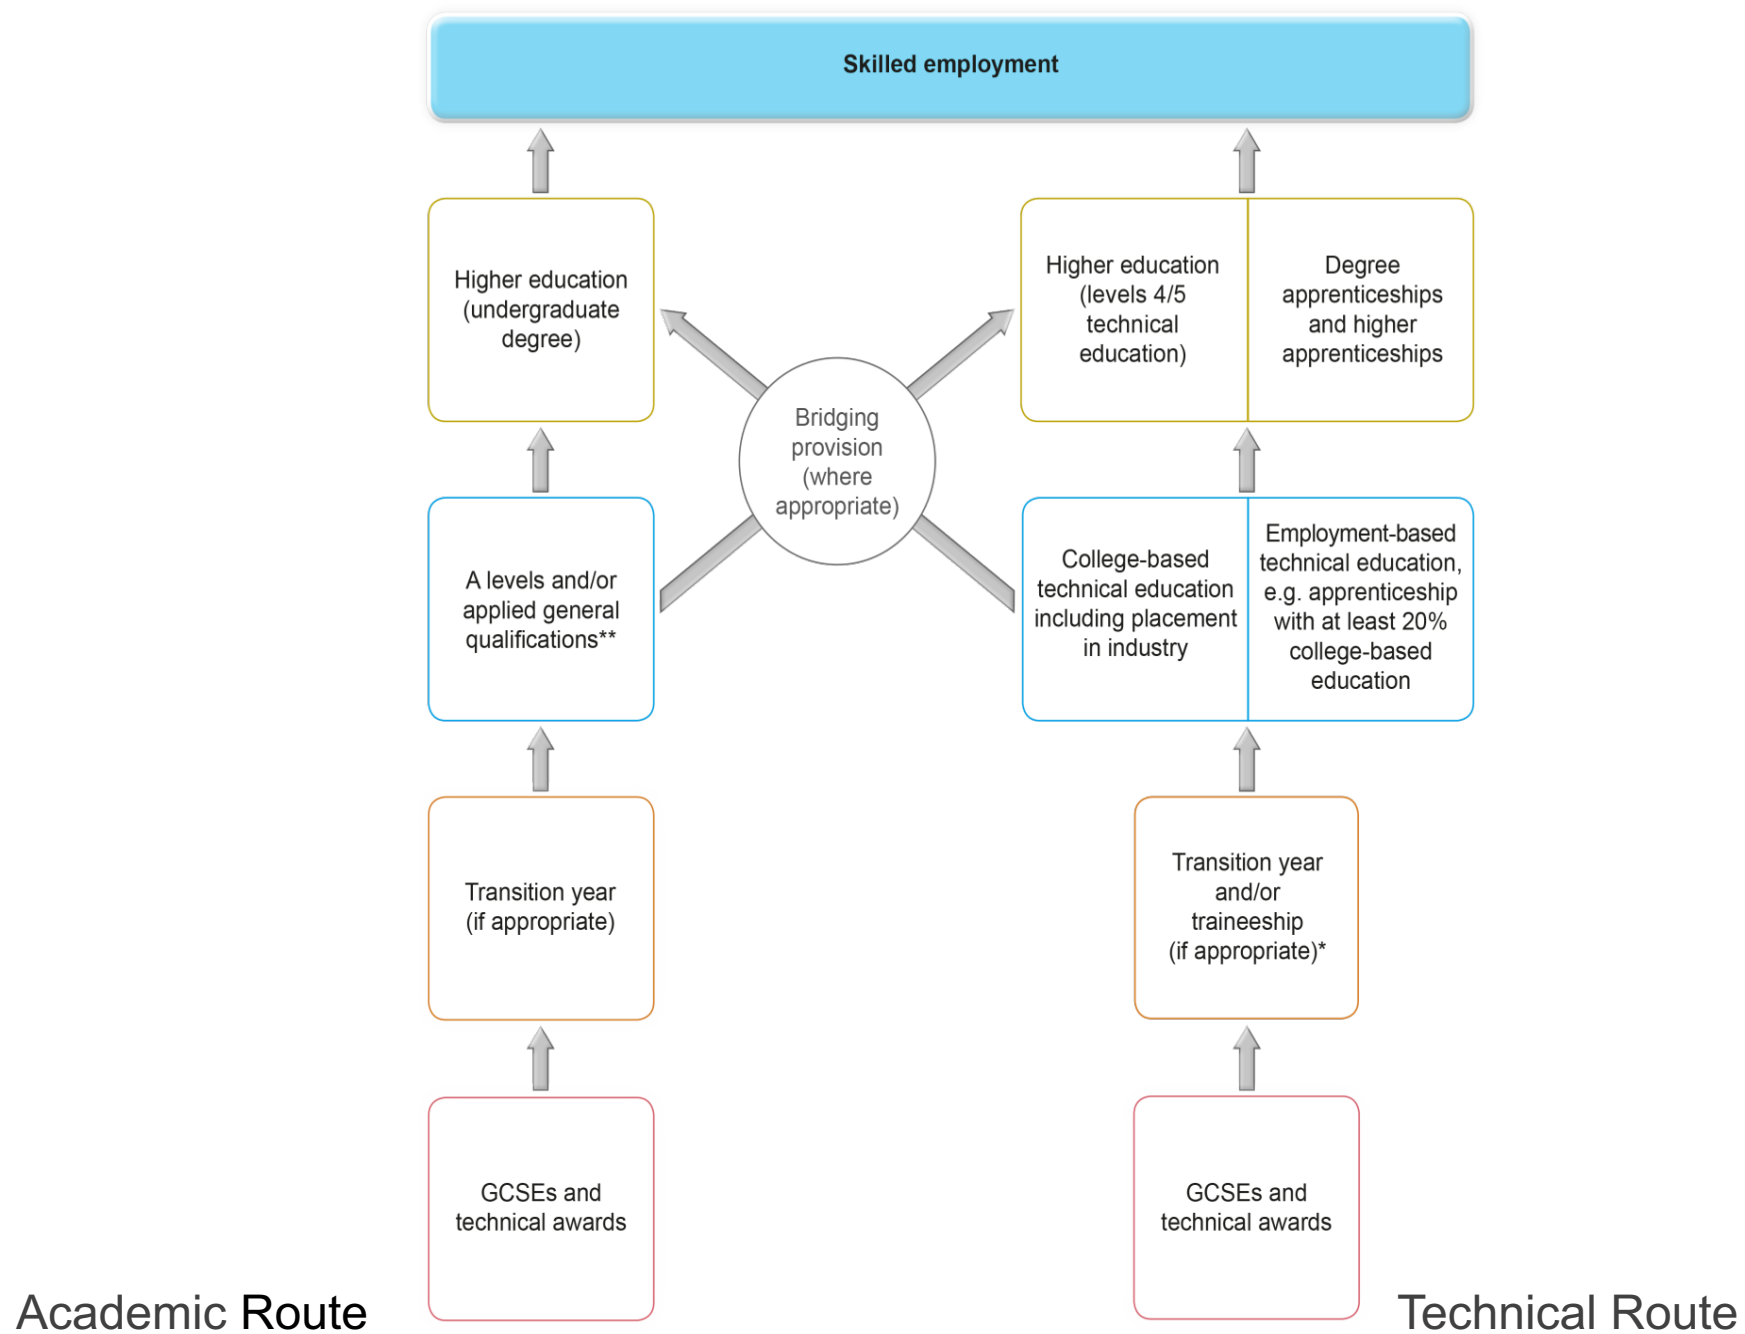 Skilled employment
Higher education
(undergraduate
degree)
Higher education
(levels 4/5
technical
education)
Degree
apprenticeships
and higher
apprenticeships
Bridging
provision
(where
appropriate)
A levels and/or
applied general
qualifications**
College-based
technical education
including placement
in industry
Employment-based
technical education,
e.g. apprenticeship
with at least 20%
college-based
education
Transition year
(if appropriate)
Transition year
and/or
traineeship
(if appropriate)*
GCSEs and
technical awards
GCSEs and
technical awards
Academic Route
Technical Route